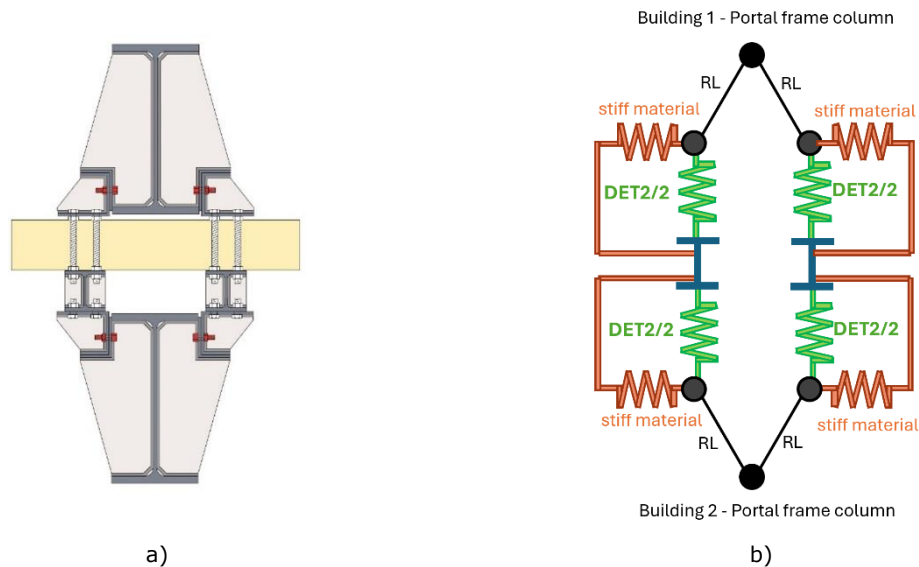 Building 1 - Portal frame column
RL
RL
stiff material
stiff material
DET2/2
DET2/2
DET2/2
DET2/2
stiff material
stiff material
RL
RL
Building 2 - Portal frame column
a)
b)